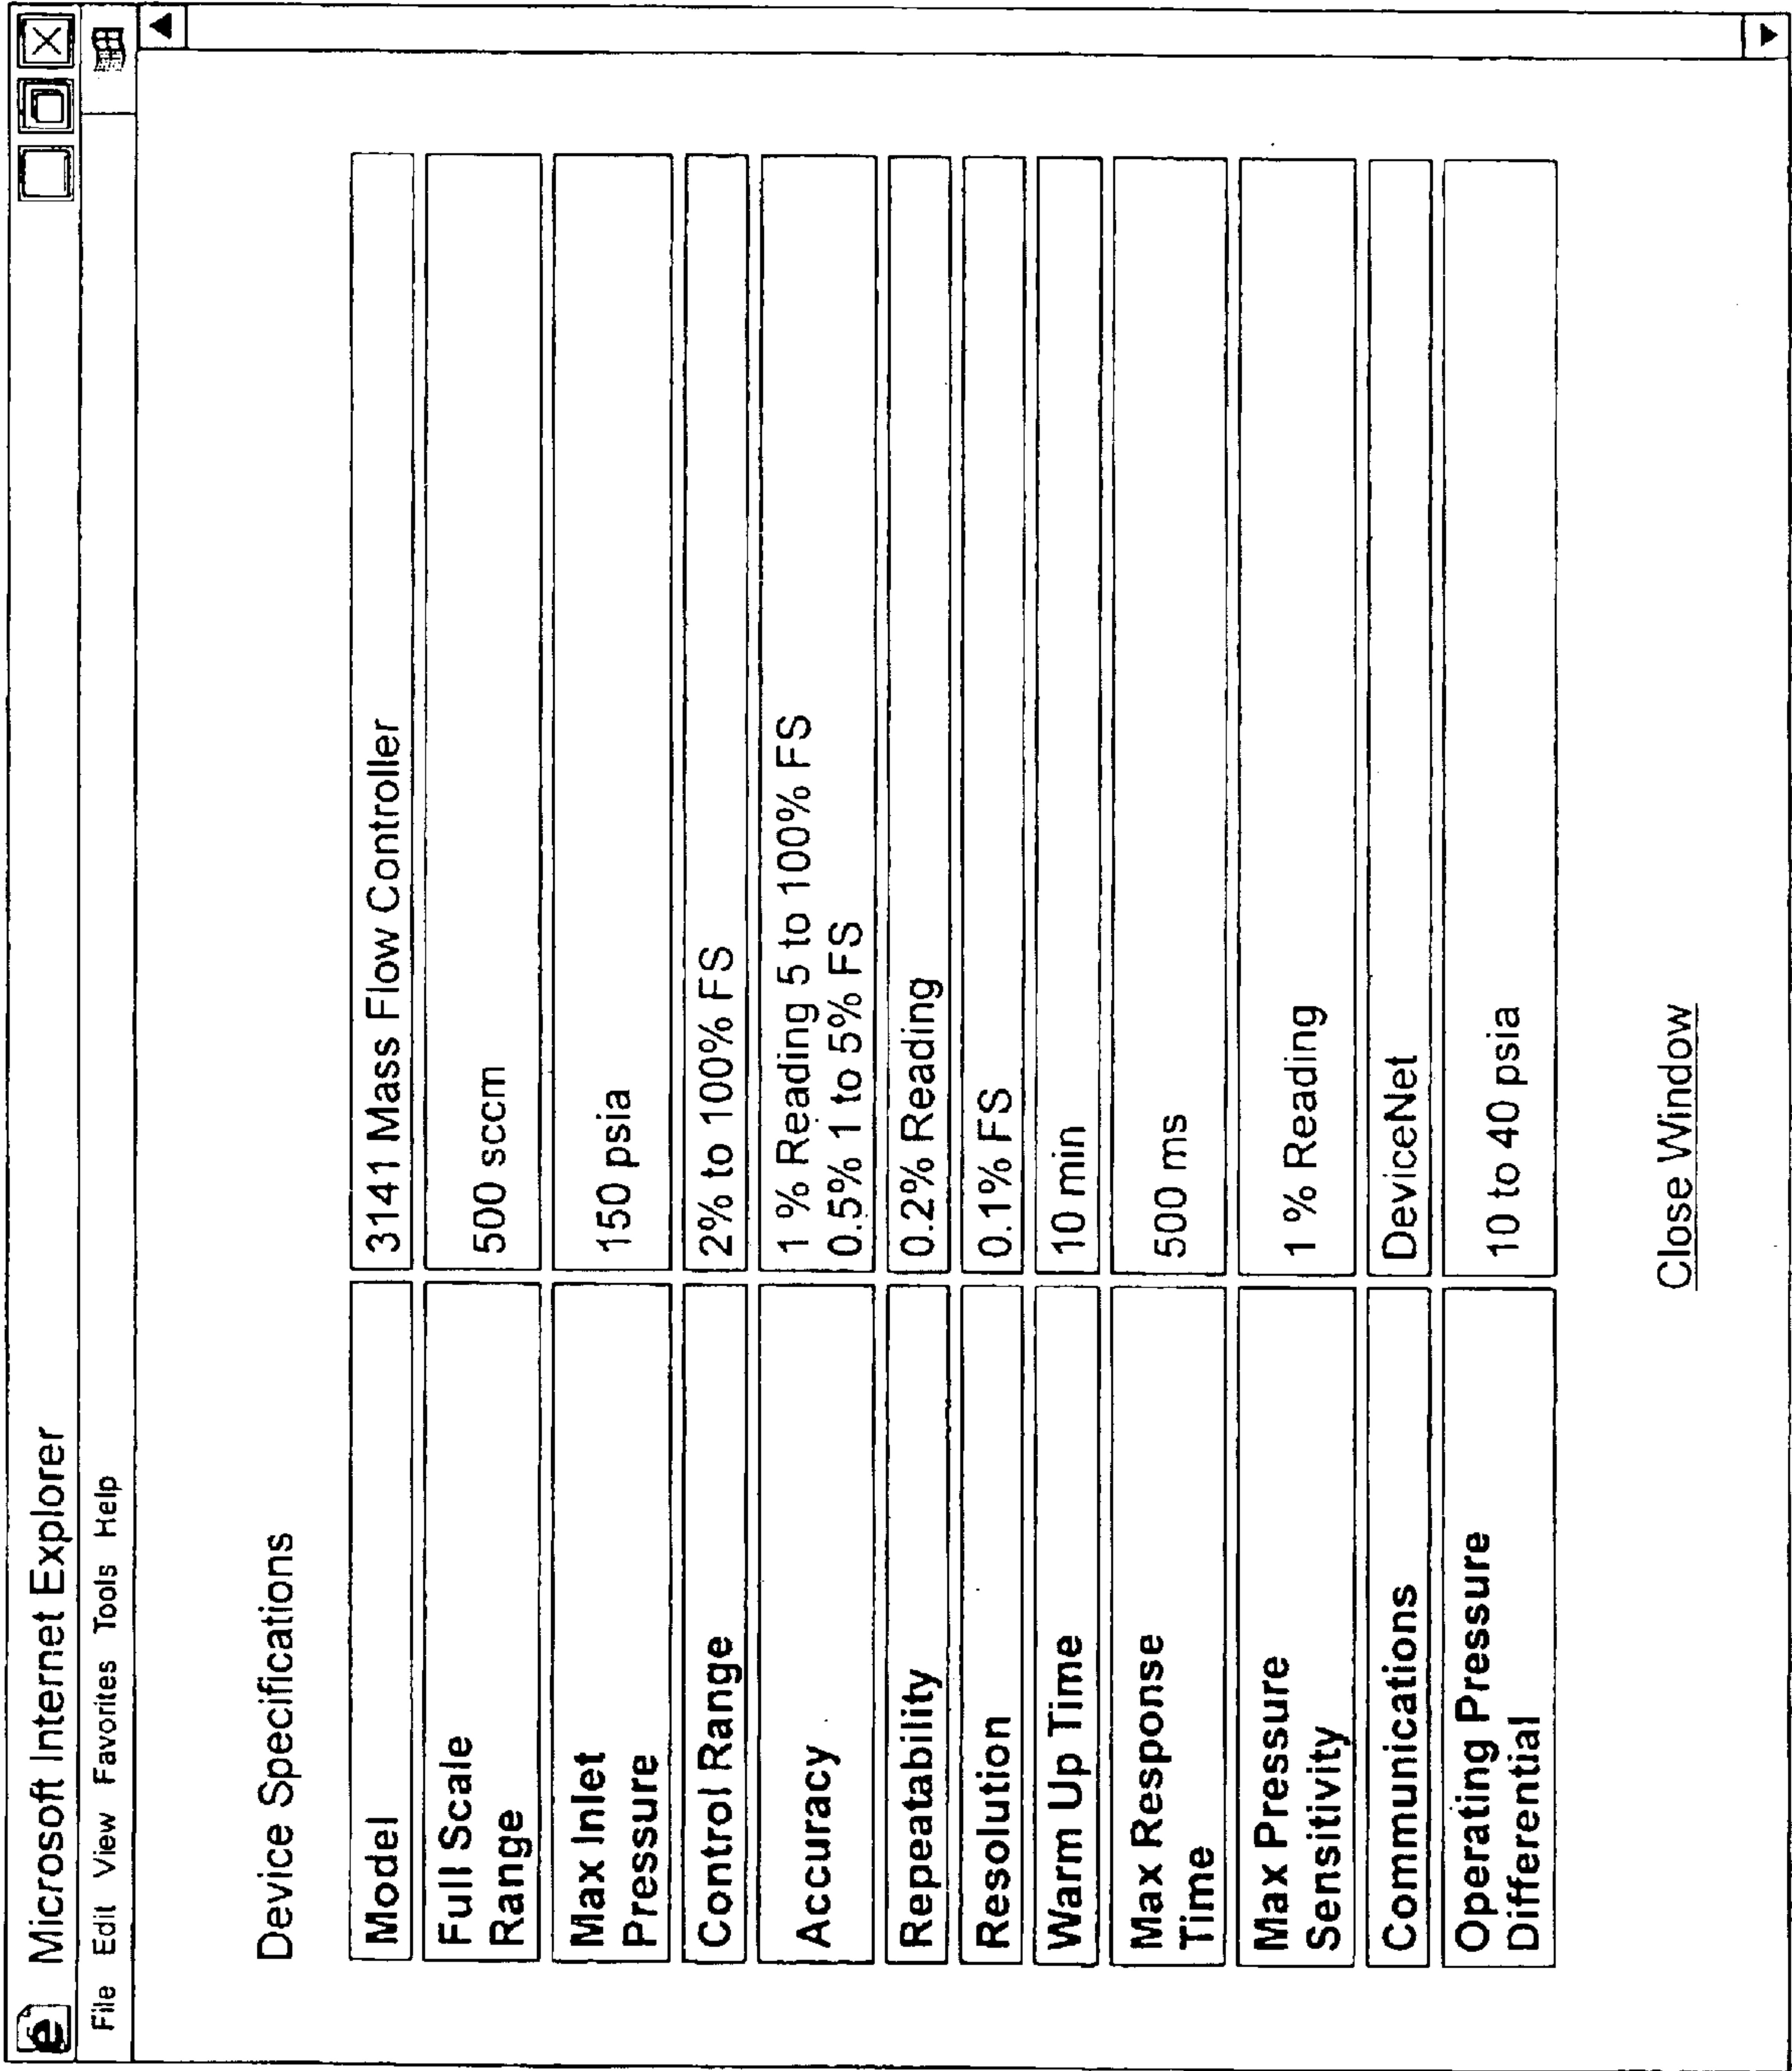 Microsoft Internet Explorer
File Edit View Favorites Tools Help
Device Specifications
Model 3141 Mass Flow Controller
Full Scale
Range
500 sccm
Max Inlet
Pressure
150 psia
Control Range 2% to 100% FS
Accuracy
1 % Reading 5 to 100% FS
0.5% 1 to 5% FS
Repeatability 0.2% Reading
Resolution 0.1% FS
Warm Up Time 10 min
Max Response
Time
500 ms
Max Pressure
Sensitivity
1 % Reading
Communications DeviceNet
Operating Pressure
Differential
10 to 40 psia
Close Window